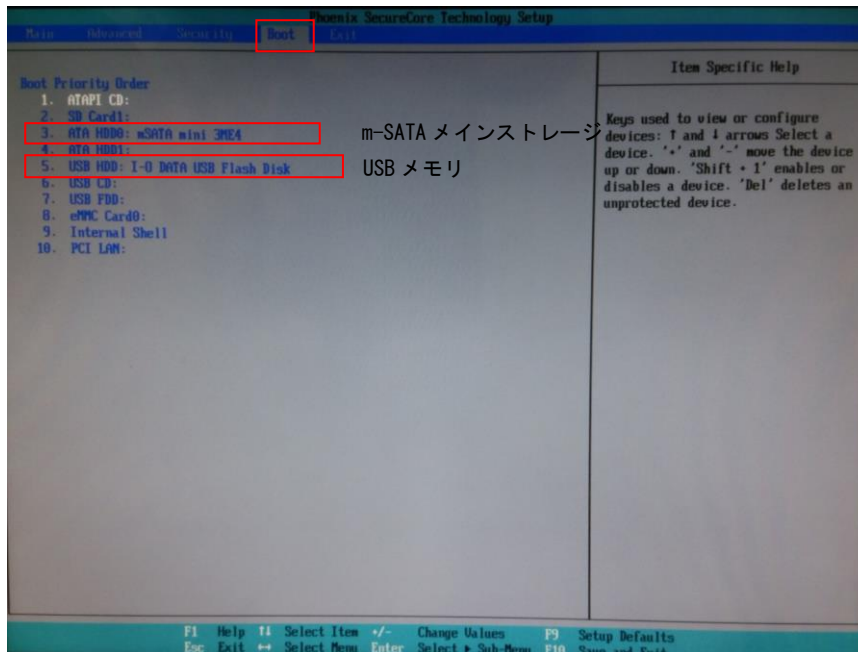 Phoenix SecureCore Technology Setup
Main Advanced Security Boot Exit
Item Specific Help
Boot Priority Order
1. ATAPI CD:
2. SD Card1:
3. ATA HDD0: mSATA mini 3ME4
m-SATA メインストレージ
4. ATA HDD1:
5. USB HDD: I-O DATA USB Flash Disk
USB メモリ
6. USB CD:
7. USB FDD:
8. eMMC Card0:
9. Internal Shell
10. PCI LAN:
Keys used to view or configure
devices: ↑ and ↓ arrows Select a
device. '+' and '-' move the device
up or down. 'Shift + 1' enables or
disables a device. 'Del' deletes an
unprotected device.
F1 Help ↑↓ Select Item +/- Change Values F9 Setup Defaults
Esc Exit ↔ Select Menu Enter Select ▶ Sub-Menu F10 Save and Exit